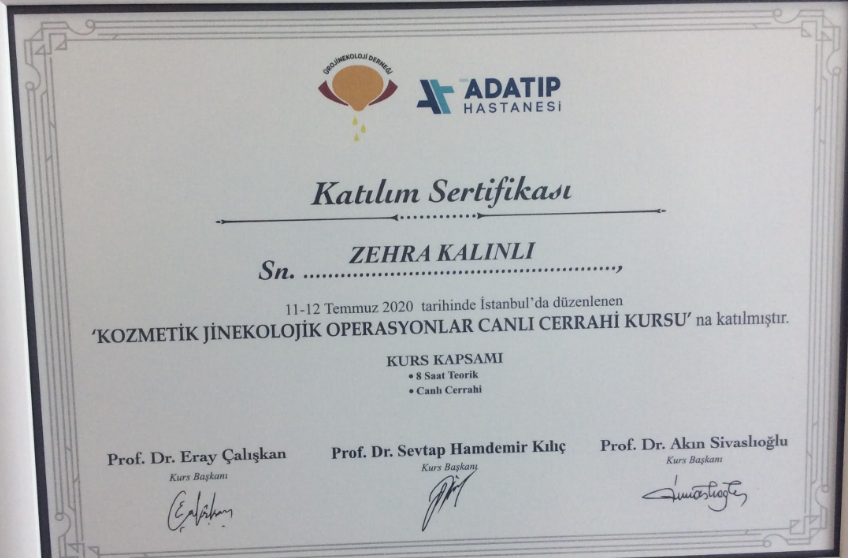 ÜROJİNEKOLOJİ DERNEĞİ
ADATIP
HASTANESİ
Katılım Sertifikası
ZEHRA KALINLI
Sn. ....................................................,
11-12 Temmuz 2020 tarihinde İstanbul'da düzenlenen
'KOZMETİK JİNEKOLOJİK OPERASYONLAR CANLI CERRAHİ KURSU' na katılmıştır.
KURS KAPSAMI
• 8 Saat Teorik
• Canlı Cerrahi
Prof. Dr. Eray Çalışkan
Kurs Başkanı
Prof. Dr. Sevtap Hamdemir Kılıç
Kurs Başkanı
Prof. Dr. Akın Sivaslıoğlu
Kurs Başkanı